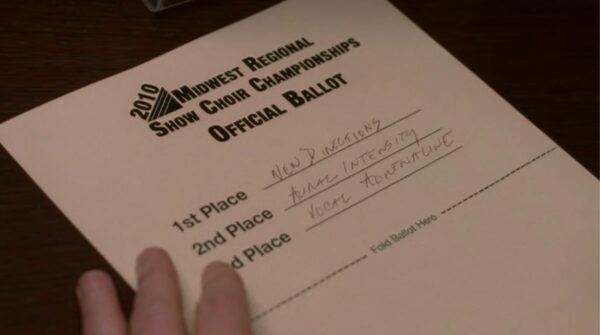 2010 Midwest Regional
Show Choir Championships
Official Ballot
1st Place New Directions
2nd Place Aural Intensity
d Place Vocal Adrenaline
Fold Ballot Here